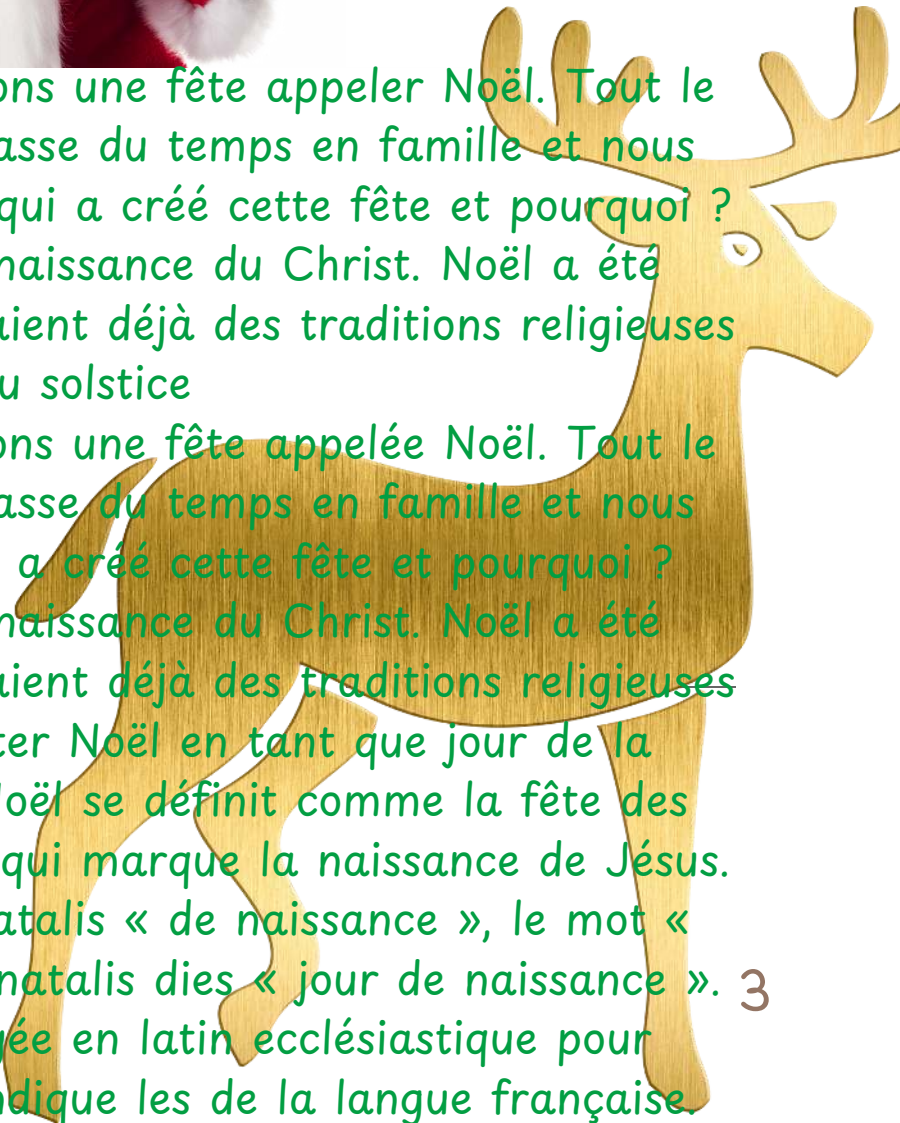 ons une fête appeler Noël. Tout le
asse du temps en famille et nous
qui a créé cette fête et pourquoi ?
naissance du Christ. Noël a été
aient déjà des traditions religieuses
u solstice
ons une fête appelée Noël. Tout le
asse du temps en famille et nous
a créé cette fête et pourquoi ?
naissance du Christ. Noël a été
aient déjà des traditions religieuses
ter Noël en tant que jour de la
Noël se définit comme la fête des
qui marque la naissance de Jésus.
atalis « de naissance », le mot «
natalis dies « jour de naissance ».
3
gée en latin ecclésiastique pour
ndique les de la langue française.